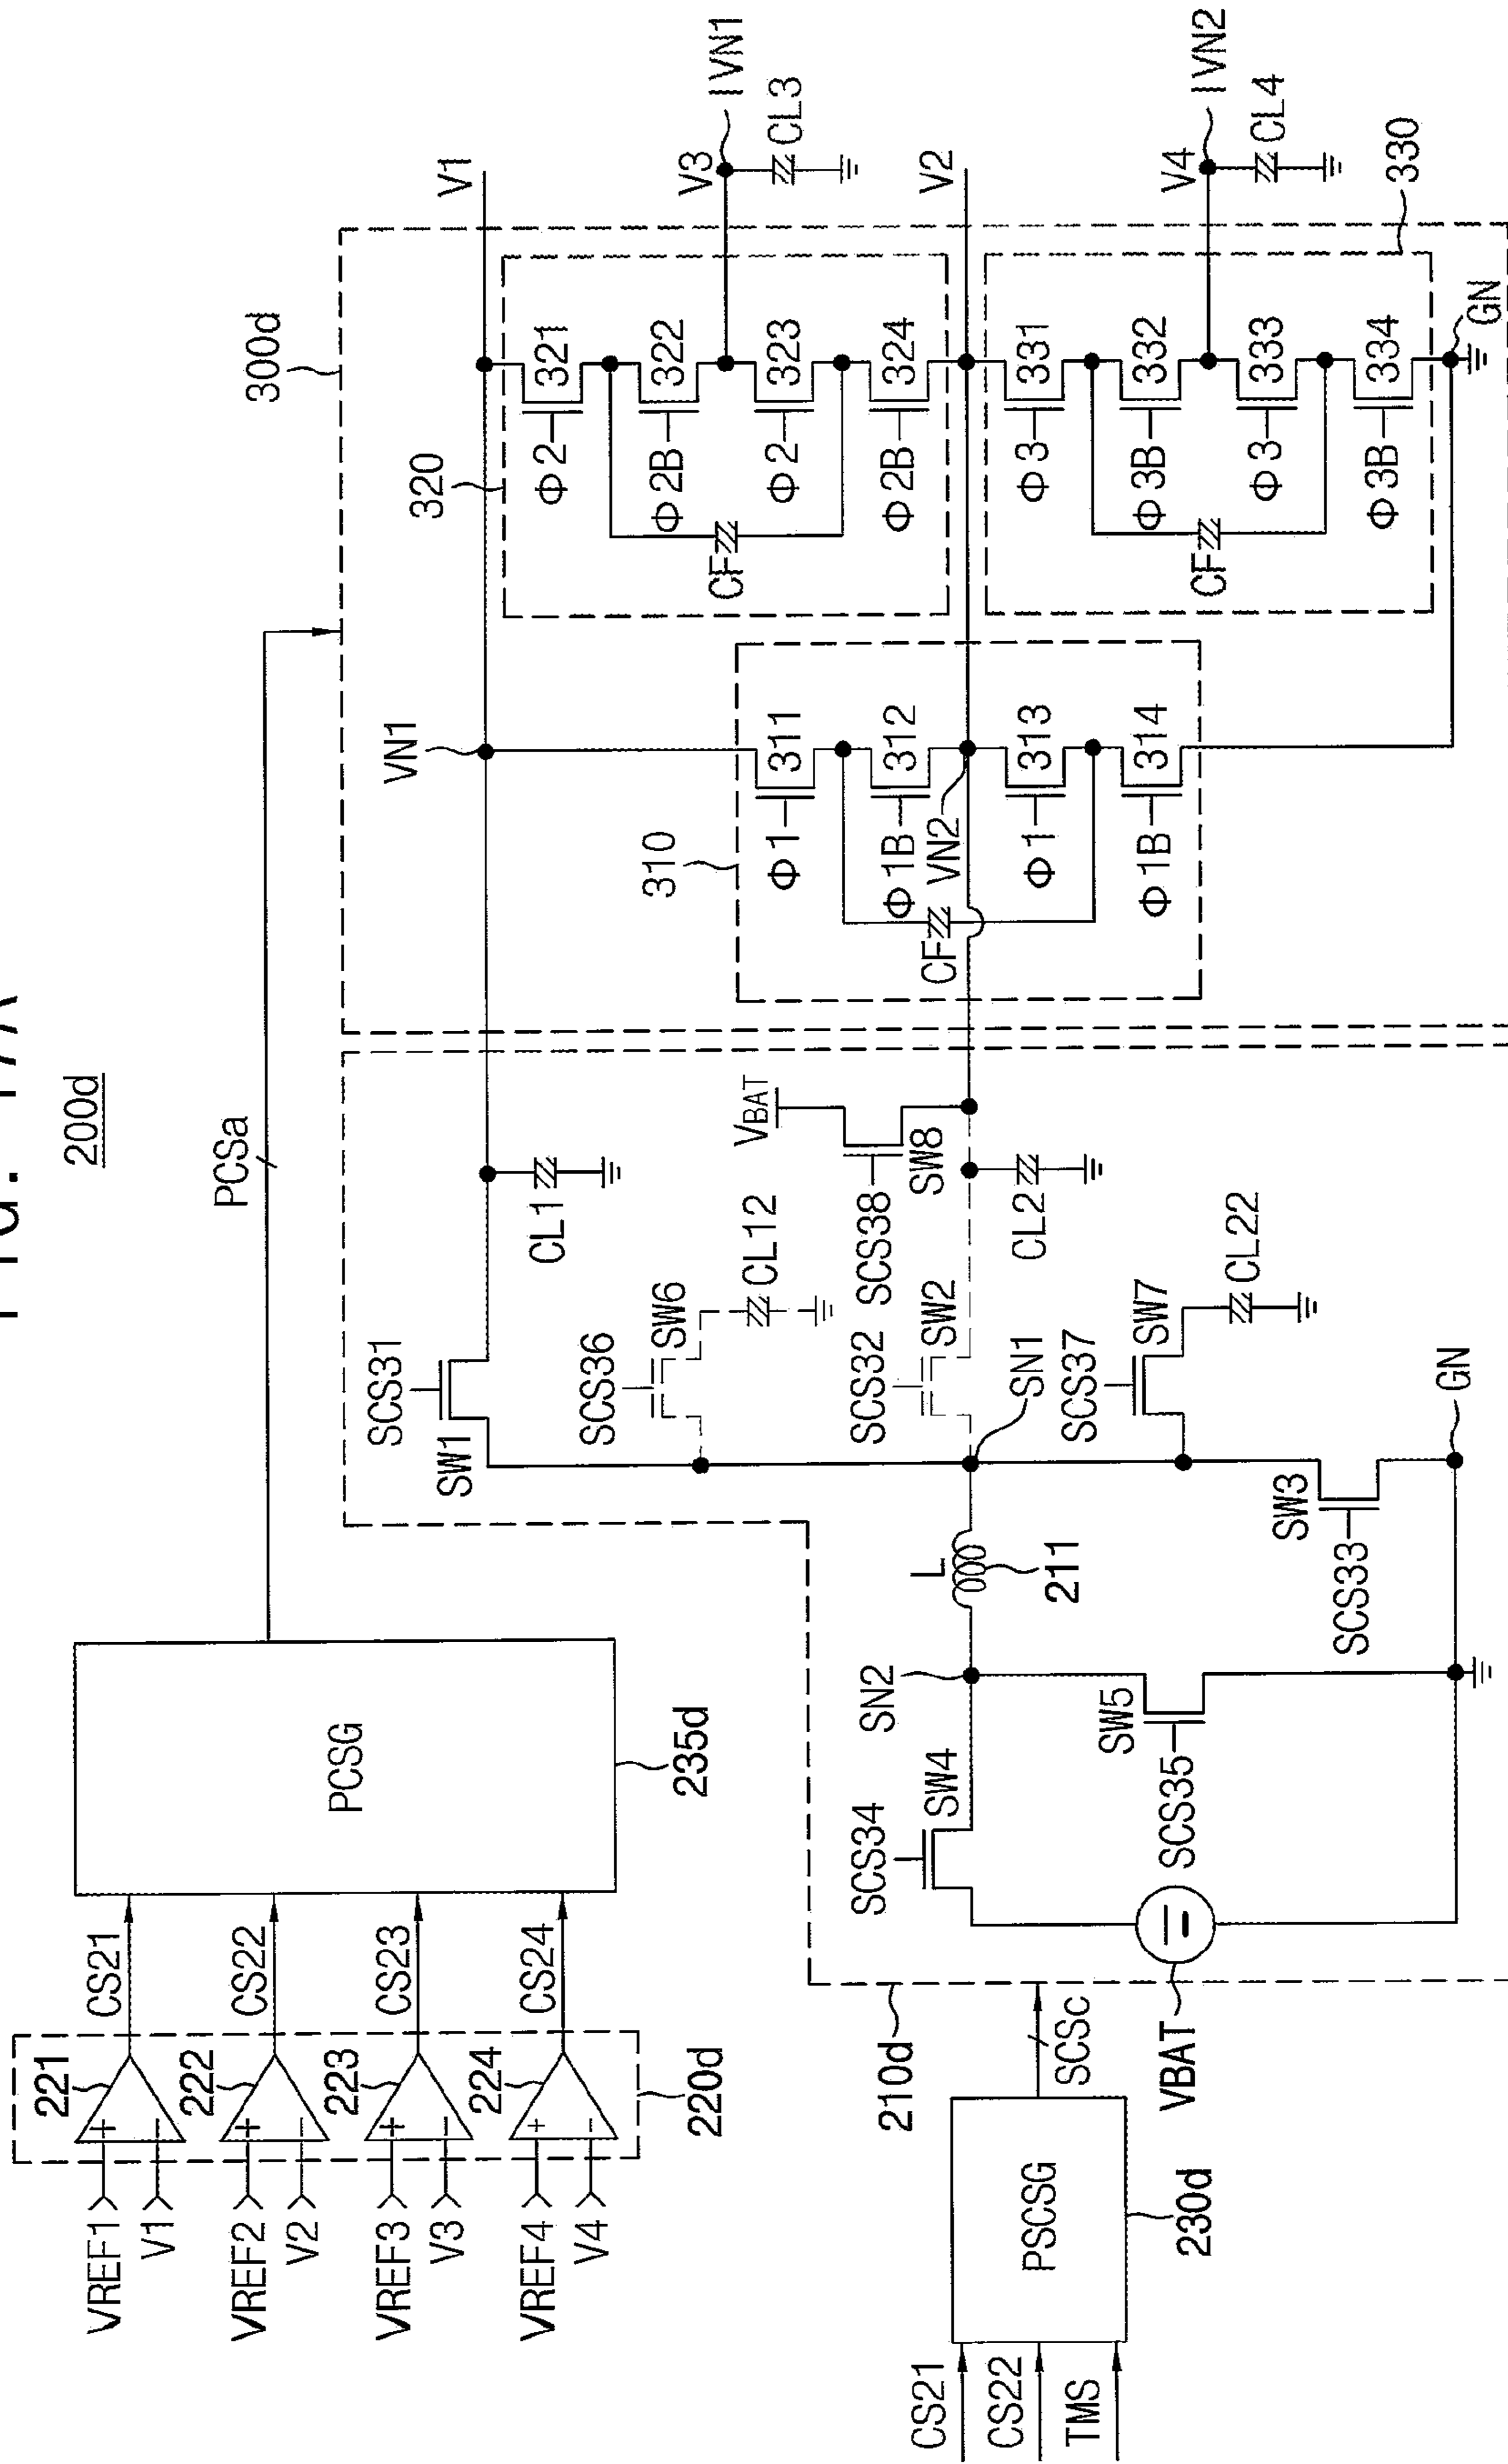 200d
220d
VREF1
V1
221
CS21
VREF2
V2
222
CS22
VREF3
V3
223
CS23
VREF4
V4
224
CS24
PCSG
235d
PCSa
300d
CS21
CS22
TMS
PSCSG
230d
SCSc
210d
VBAT
SCS34
SW4
SN2
SW5
SCS35
L
211
SN1
SCS31
SW1
SCS36
SW6
CL12
SCS32
SW2
SCS37
SW7
CL22
SW3
SCS33
GN
CL1
CL2
VBAT
SW8
SCS38
VN1
310
Φ1
311
Φ1B
312
VN2
Φ1
313
Φ1B
314
CF
320
Φ2
321
Φ2B
322
Φ2
323
Φ2B
324
CF
Φ3
331
Φ3B
332
Φ3
333
Φ3B
334
CF
330
GN
V1
V3
IVN1
CL3
V2
V4
IVN2
CL4